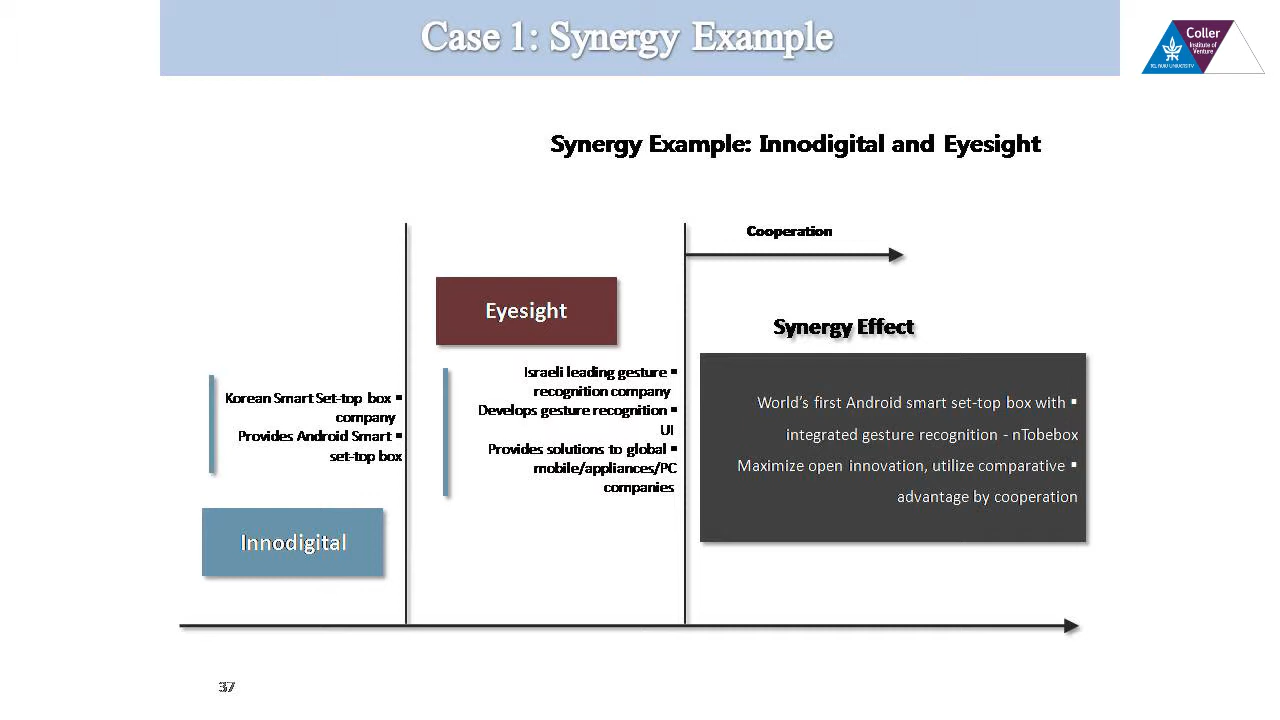 Case 1: Synergy Example
Coller
Institute of
Venture
TEL AVIV UNIVERSITY
Synergy Example: Innodigital and Eyesight
Cooperation
Eyesight
Synergy Effect
Israeli leading gesture ▪
recognition company
Develops gesture recognition ▪
UI
Provides solutions to global ▪
mobile/appliances/PC
companies
Korean Smart Set-top box ▪
company
Provides Android Smart ▪
set-top box
World's first Android smart set-top box with ▪
integrated gesture recognition - nTobebox
Maximize open innovation, utilize comparative ▪
advantage by cooperation
Innodigital
37